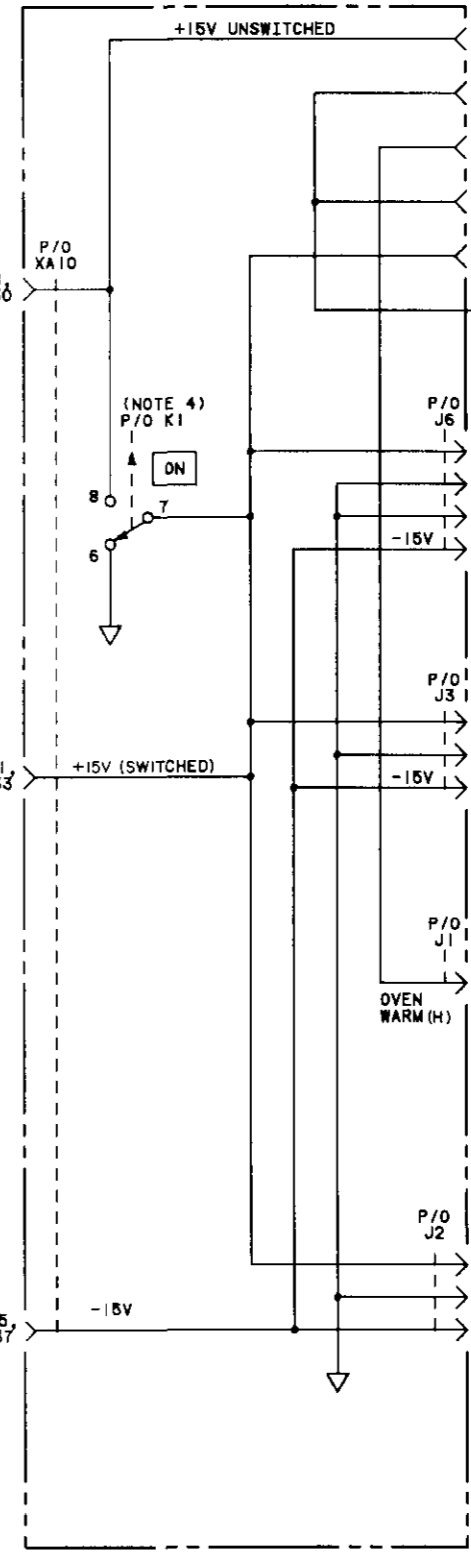 +15V UNSWITCHED
P/O
XA10
(NOTE 4)
P/O K1
ON
8
7
6
P/O
J6
-15V
P/O
J3
+15V (SWITCHED)
-15V
P/O
J1
OVEN
WARM (H)
P/O
J2
-15V